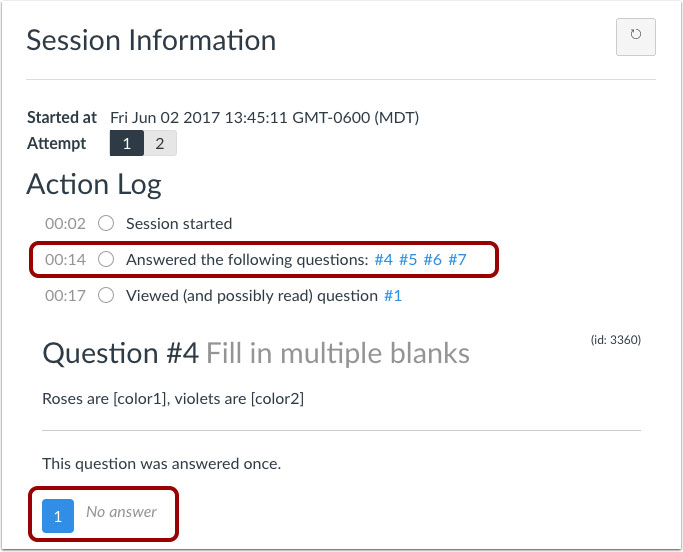 Session Information
Started at Fri Jun 02 2017 13:45:11 GMT-0600 (MDT)
Attempt 1 2
Action Log
00:02 Session started
00:14 Answered the following questions: #4 #5 #6 #7
00:17 Viewed (and possibly read) question #1
Question #4 Fill in multiple blanks (id: 3360)
Roses are [color1], violets are [color2]
This question was answered once.
1 No answer